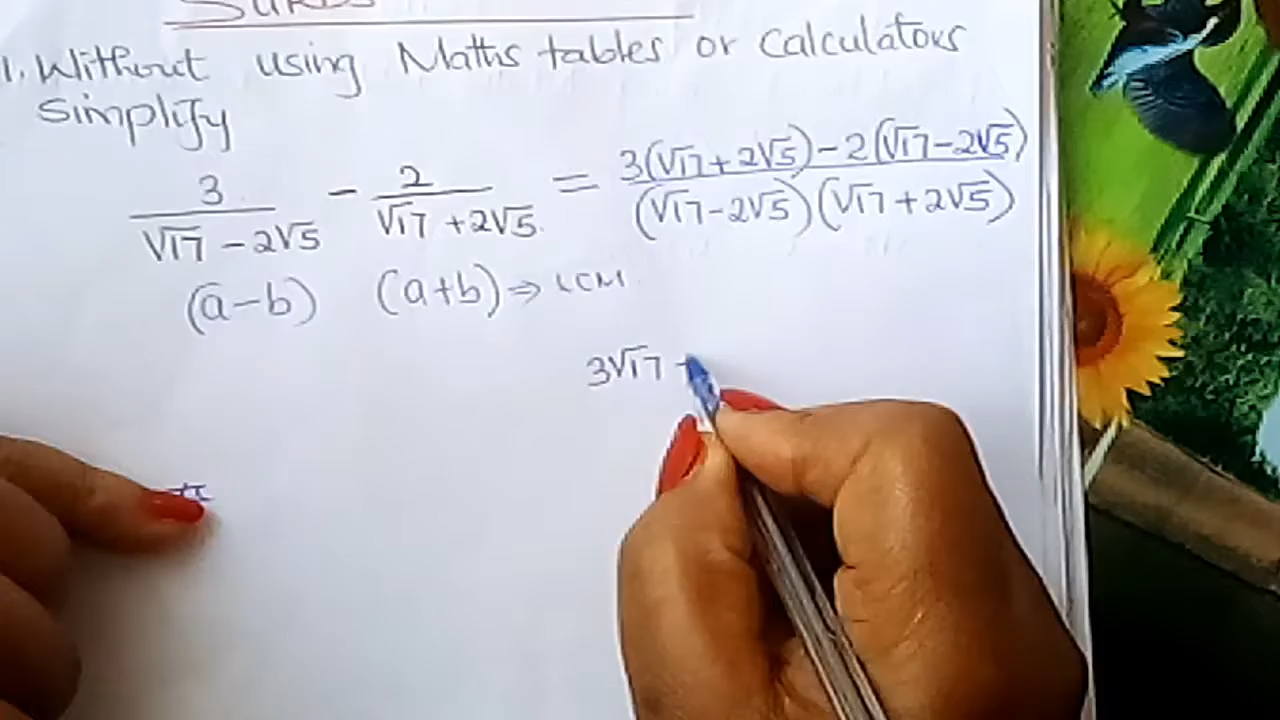 SURDS
1. Without using Maths tables or Calculators
Simplify
3/(√17 - 2√5) - 2/(√17 + 2√5) = (3(√17 + 2√5) - 2(√17 - 2√5))/((√17 - 2√5)(√17 + 2√5))
(a-b) (a+b) ⇒ LCM
3√17 +